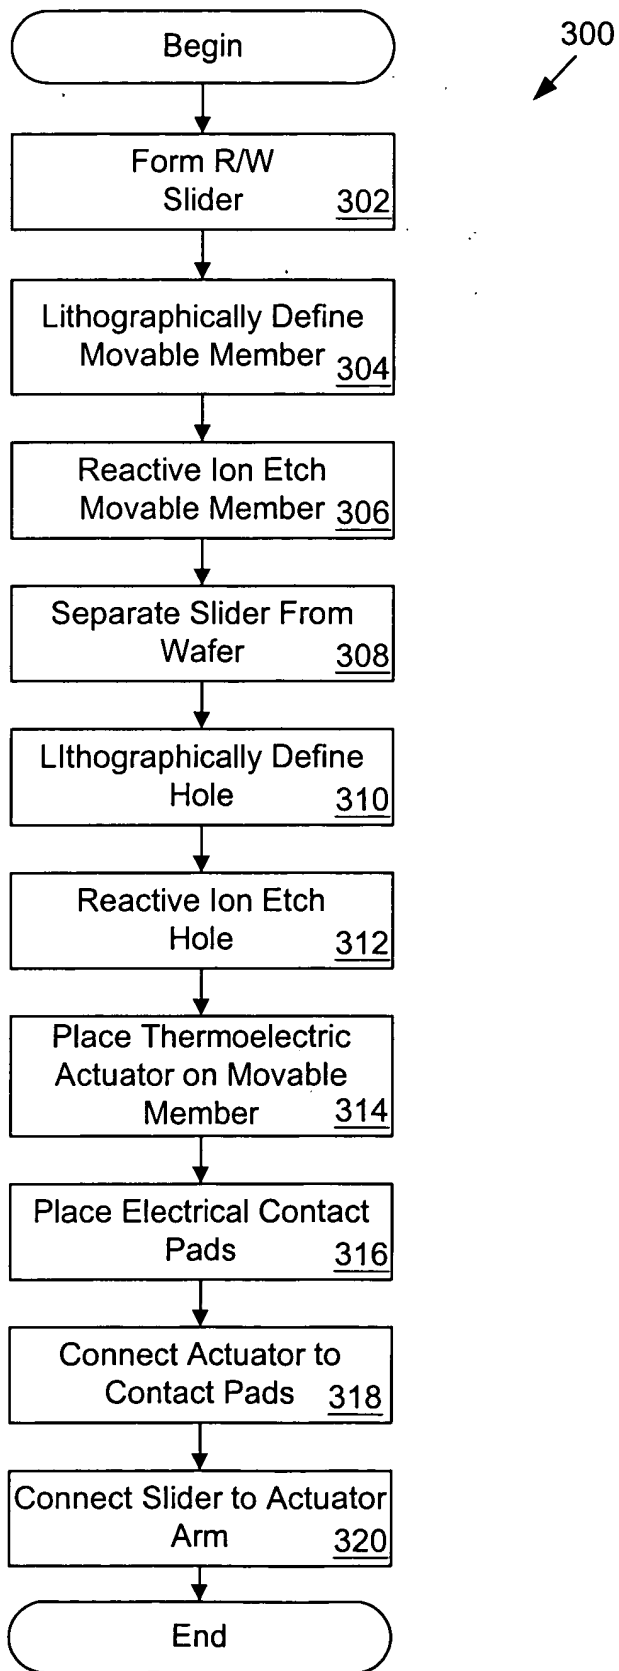 Begin
300
Form R/W
Slider 302
Lithographically Define
Movable Member 304
Reactive Ion Etch
Movable Member 306
Separate Slider From
Wafer 308
LIthographically Define
Hole 310
Reactive Ion Etch
Hole 312
Place Thermoelectric
Actuator on Movable
Member 314
Place Electrical Contact
Pads 316
Connect Actuator to
Contact Pads 318
Connect Slider to Actuator
Arm 320
End